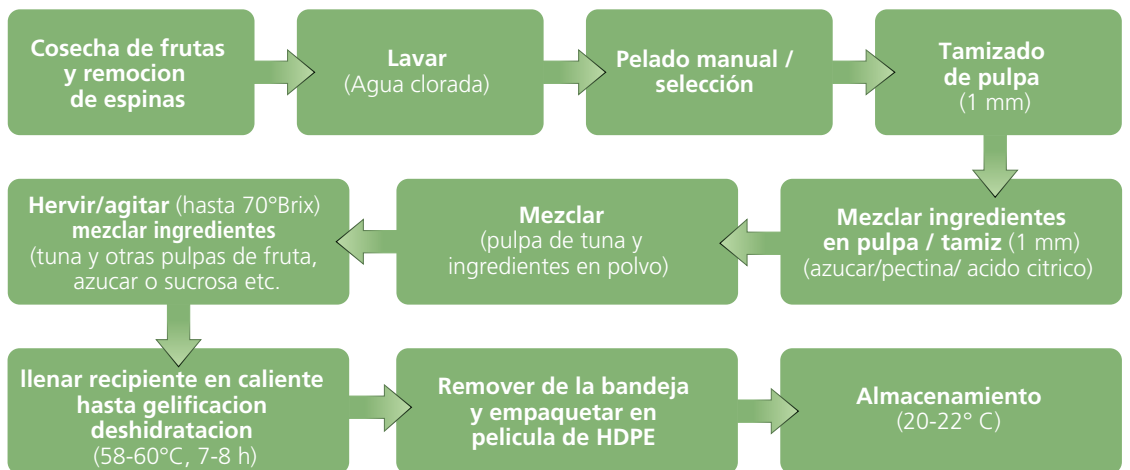 Cosecha de frutas
y remocion
de espinas
Lavar
(Agua clorada)
Pelado manual /
selección
Tamizado
de pulpa
(1 mm)
Mezclar ingredientes
en pulpa / tamiz (1 mm)
(azucar/pectina/ acido citrico)
Mezclar
(pulpa de tuna y
ingredientes en polvo)
Hervir/agitar (hasta 70°Brix)
mezclar ingredientes
(tuna y otras pulpas de fruta,
azucar o sucrosa etc.
llenar recipiente en caliente
hasta gelificacion
deshidratacion
(58-60°C, 7-8 h)
Remover de la bandeja
y empaquetar en
pelicula de HDPE
Almacenamiento
(20-22° C)